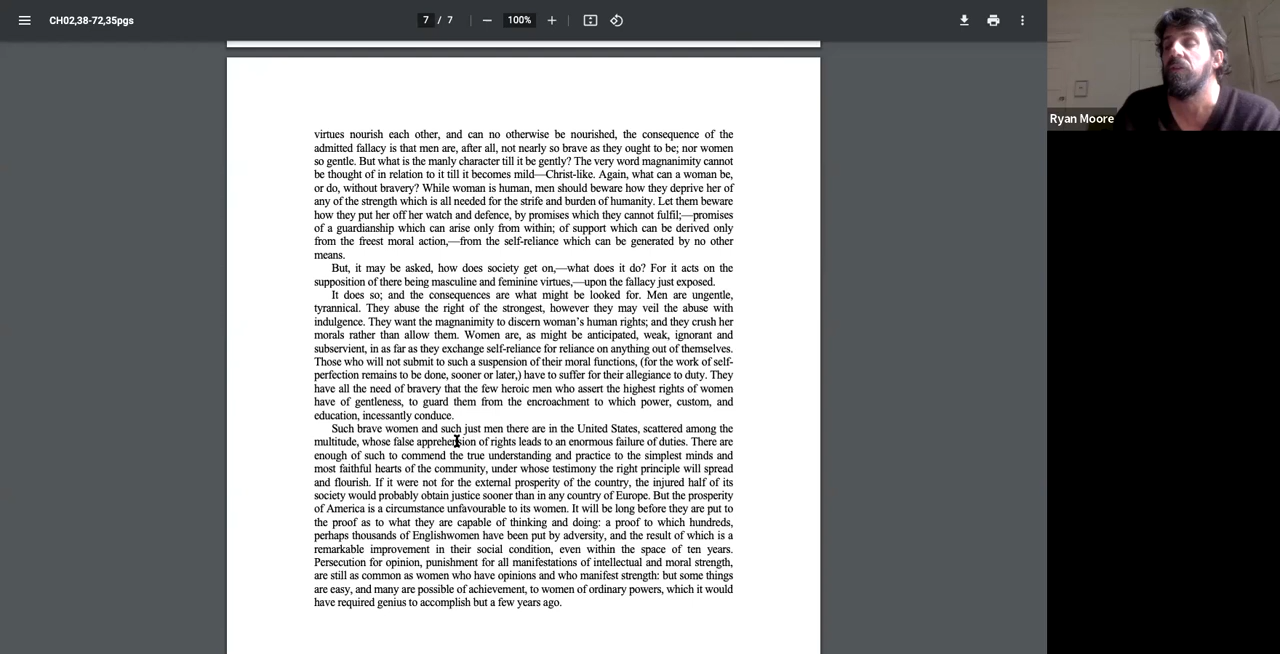 CH02,38-72,35pgs
7 / 7
100%
Ryan Moore
virtues nourish each other, and can no otherwise be nourished, the consequence of the
admitted fallacy is that men are, after all, not nearly so brave as they ought to be; nor women
so gentle. But what is the manly character till it be gently? The very word magnanimity cannot
be thought of in relation to it till it becomes mild—Christ-like. Again, what can a woman be,
or do, without bravery? While woman is human, men should beware how they deprive her of
any of the strength which is all needed for the strife and burden of humanity. Let them beware
how they put her off her watch and defence, by promises which they cannot fulfil;—promises
of a guardianship which can arise only from within; of support which can be derived only
from the freest moral action,—from the self-reliance which can be generated by no other
means.
But, it may be asked, how does society get on,—what does it do? For it acts on the
supposition of there being masculine and feminine virtues,—upon the fallacy just exposed.
It does so; and the consequences are what might be looked for. Men are ungentle,
tyrannical. They abuse the right of the strongest, however they may veil the abuse with
indulgence. They want the magnanimity to discern woman's human rights; and they crush her
morals rather than allow them. Women are, as might be anticipated, weak, ignorant and
subservient, in as far as they exchange self-reliance for reliance on anything out of themselves.
Those who will not submit to such a suspension of their moral functions, (for the work of self-
perfection remains to be done, sooner or later,) have to suffer for their allegiance to duty. They
have all the need of bravery that the few heroic men who assert the highest rights of women
have of gentleness, to guard them from the encroachment to which power, custom, and
education, incessantly conduce.
Such brave women and such just men there are in the United States, scattered among the
multitude, whose false apprehension of rights leads to an enormous failure of duties. There are
enough of such to commend the true understanding and practice to the simplest minds and
most faithful hearts of the community, under whose testimony the right principle will spread
and flourish. If it were not for the external prosperity of the country, the injured half of its
society would probably obtain justice sooner than in any country of Europe. But the prosperity
of America is a circumstance unfavourable to its women. It will be long before they are put to
the proof as to what they are capable of thinking and doing: a proof to which hundreds,
perhaps thousands of Englishwomen have been put by adversity, and the result of which is a
remarkable improvement in their social condition, even within the space of ten years.
Persecution for opinion, punishment for all manifestations of intellectual and moral strength,
are still as common as women who have opinions and who manifest strength: but some things
are easy, and many are possible of achievement, to women of ordinary powers, which it would
have required genius to accomplish but a few years ago.